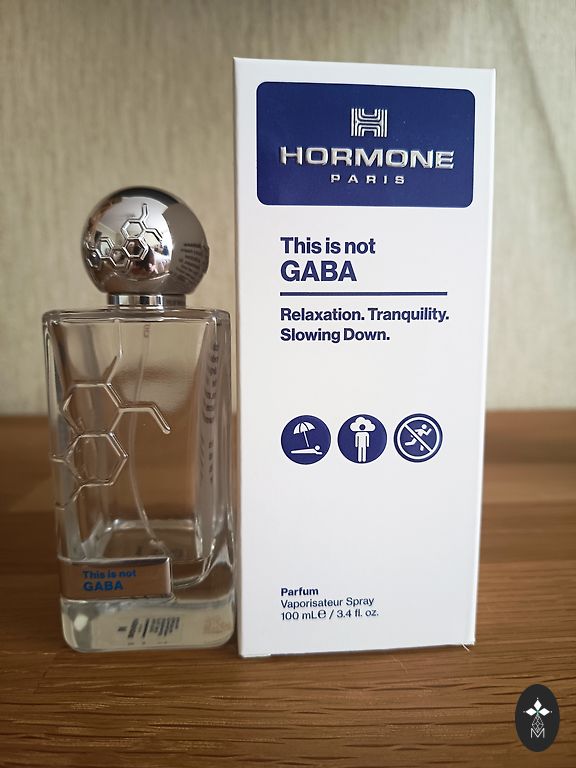 HORMONE
PARIS
This is not
GABA
Relaxation. Tranquility.
Slowing Down.
Parfum
Vaporisateur Spray
100 mL℮ / 3.4 fl. oz.
This is not
GABA
M